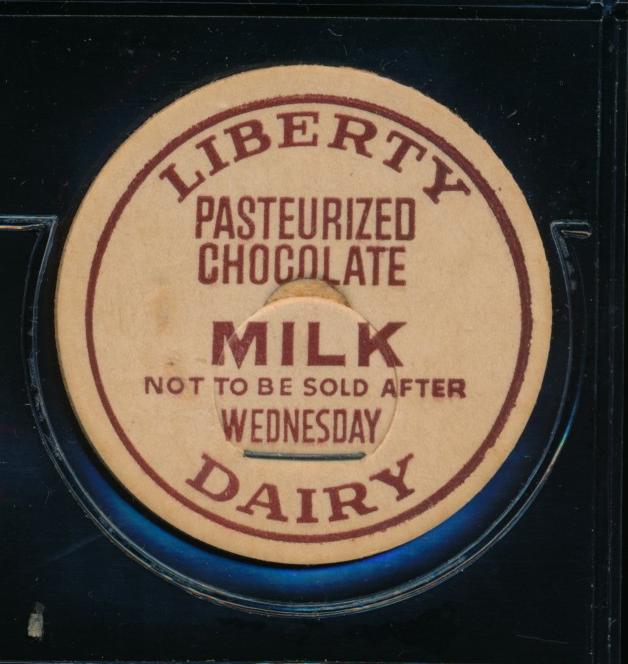 LIBERTY
PASTEURIZED
CHOCOLATE
MILK
NOT TO BE SOLD AFTER
WEDNESDAY
DAIRY